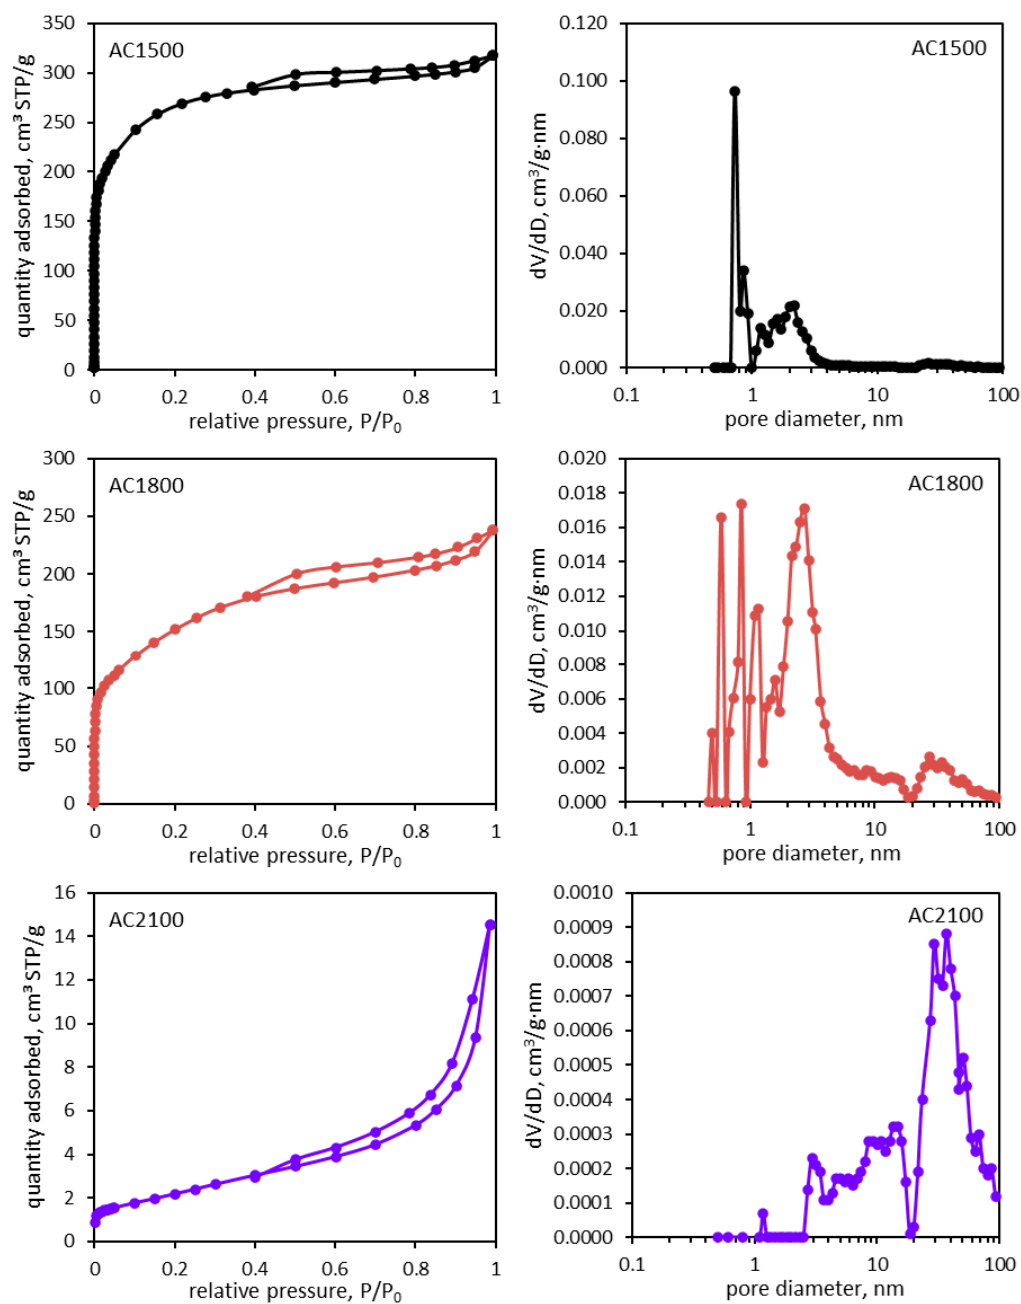 350
300
250
200
150
100
50
0
quantity adsorbed, cm³ STP/g
AC1500
0 0.2 0.4 0.6 0.8 1
relative pressure, P/P₀
0.120
0.100
0.080
0.060
0.040
0.020
0.000
dV/dD, cm³/g·nm
AC1500
0.1 1 10 100
pore diameter, nm
300
250
200
150
100
50
0
quantity adsorbed, cm³ STP/g
AC1800
0 0.2 0.4 0.6 0.8 1
relative pressure, P/P₀
0.020
0.018
0.016
0.014
0.012
0.010
0.008
0.006
0.004
0.002
0.000
dV/dD, cm³/g·nm
AC1800
0.1 1 10 100
pore diameter, nm
16
14
12
10
8
6
4
2
0
quantity adsorbed, cm³ STP/g
AC2100
0 0.2 0.4 0.6 0.8 1
relative pressure, P/P₀
0.0010
0.0009
0.0008
0.0007
0.0006
0.0005
0.0004
0.0003
0.0002
0.0001
0.0000
dV/dD, cm³/g·nm
AC2100
0.1 1 10 100
pore diameter, nm